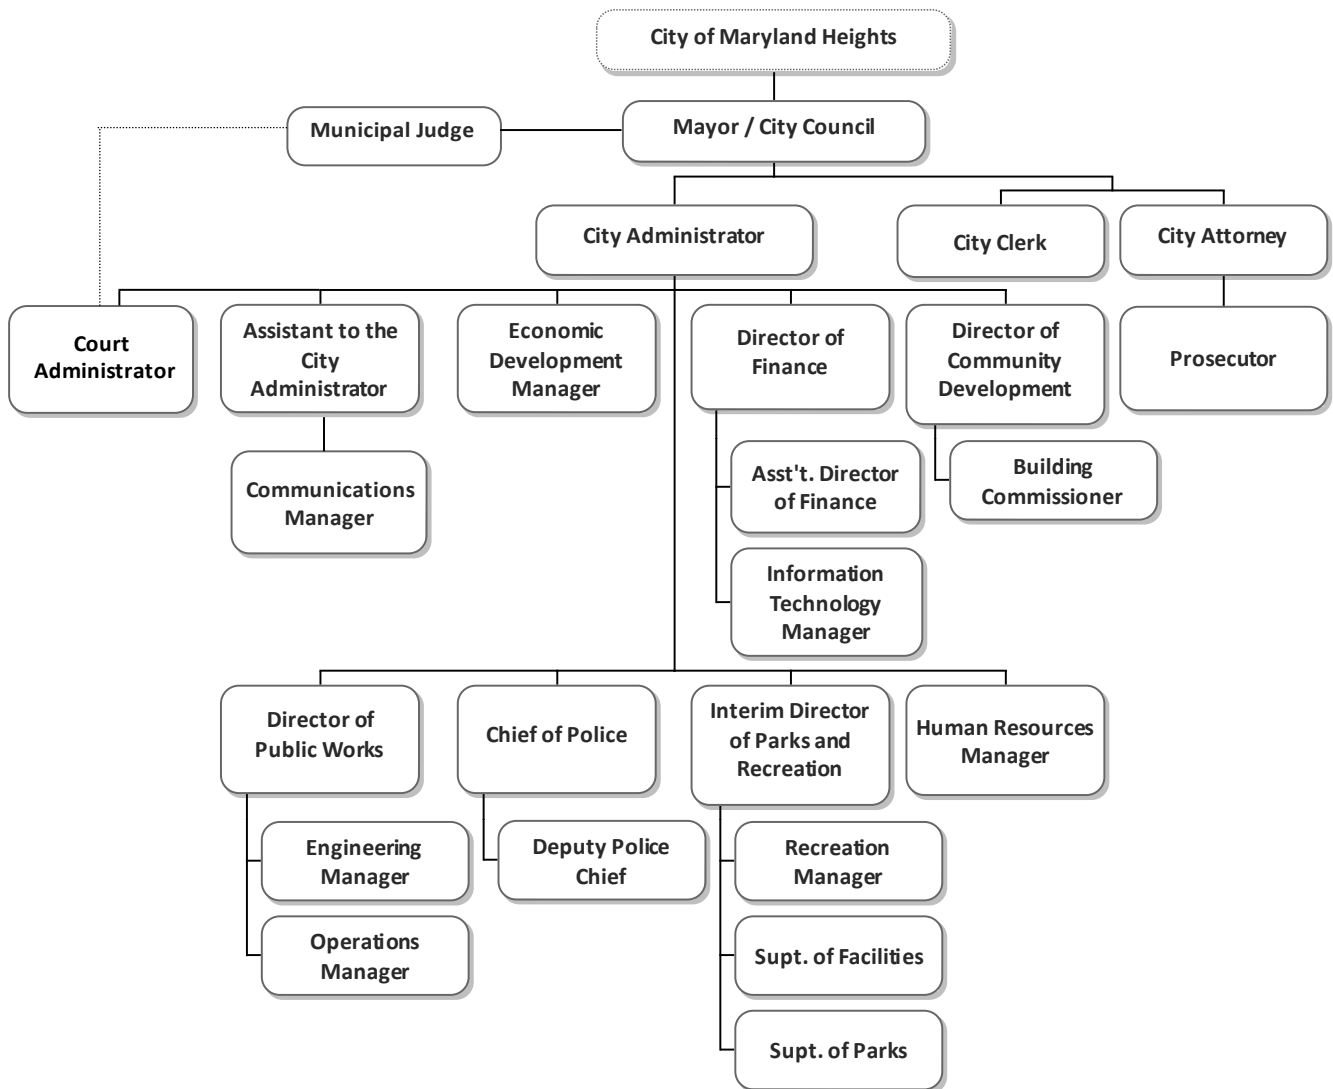 City of Maryland Heights
Municipal Judge
Mayor / City Council
City Administrator
City Clerk
City Attorney
Court
Administrator
Assistant to the
City
Administrator
Economic
Development
Manager
Director of
Finance
Director of
Community
Development
Prosecutor
Communications
Manager
Asst't. Director
of Finance
Building
Commissioner
Information
Technology
Manager
Director of
Public Works
Chief of Police
Interim Director
of Parks and
Recreation
Human Resources
Manager
Engineering
Manager
Deputy Police
Chief
Recreation
Manager
Operations
Manager
Supt. of Facilities
Supt. of Parks